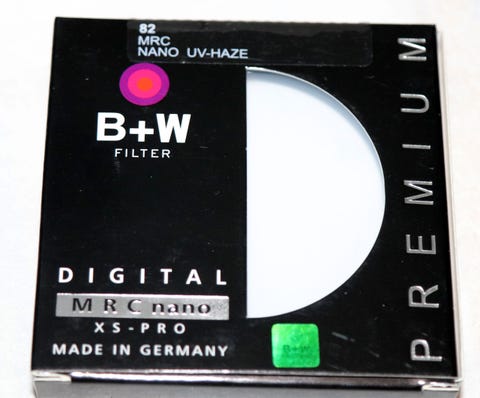 82
MRC
NANO UV-HAZE
B+W
FILTER
DIGITAL
MRC nano
XS-PRO
MADE IN GERMANY
B+W
PREMIUM